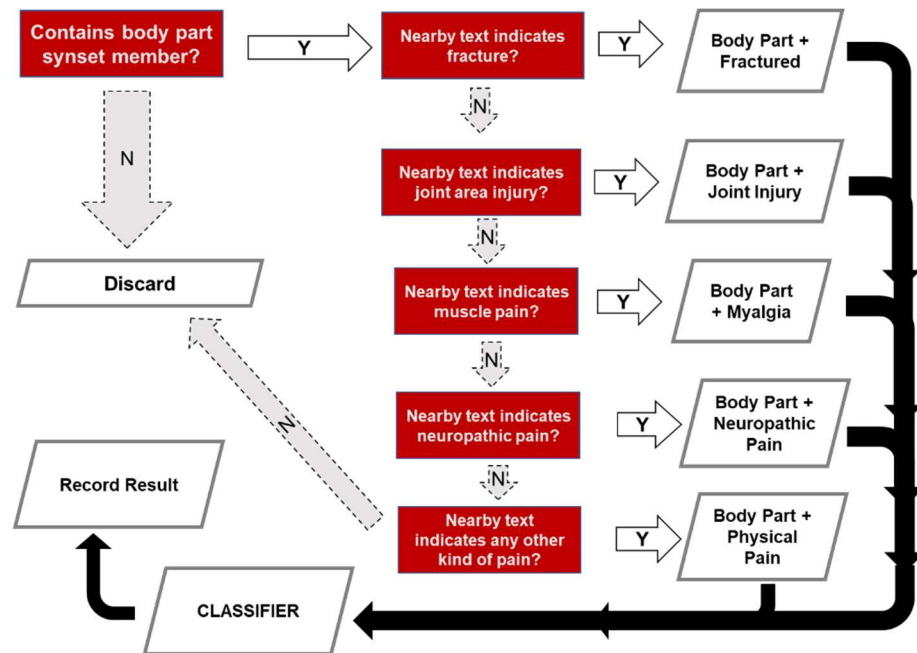 Contains body part
synset member?
Y
Nearby text indicates
fracture?
Y
Body Part +
Fractured
N
N
Nearby text indicates
joint area injury?
Y
Body Part +
Joint Injury
N
Discard
Nearby text indicates
muscle pain?
Y
Body Part
+ Myalgia
N
Nearby text indicates
neuropathic pain?
Y
Body Part +
Neuropathic
Pain
N
N
Record Result
Nearby text
indicates any other
kind of pain?
Y
Body Part +
Physical
Pain
CLASSIFIER